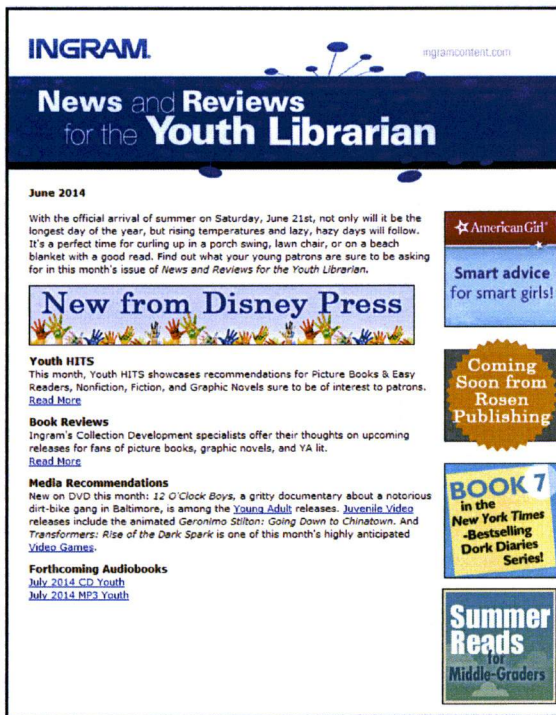 INGRAM
ingramcontent.com
News and Reviews
for the Youth Librarian
June 2014
With the official arrival of summer on Saturday, June 21st, not only will it be the
longest day of the year, but rising temperatures and lazy, hazy days will follow.
It's a perfect time for curling up in a porch swing, lawn chair, or on a beach
blanket with a good read. Find out what your young patrons are sure to be asking
for in this month's issue of News and Reviews for the Youth Librarian.
New from Disney Press
Youth HITS
This month, Youth HITS showcases recommendations for Picture Books & Easy
Readers, Nonfiction, Fiction, and Graphic Novels sure to be of interest to patrons.
Read More
Book Reviews
Ingram's Collection Development specialists offer their thoughts on upcoming
releases for fans of picture books, graphic novels, and YA lit.
Read More
Media Recommendations
New on DVD this month: 12 O'Clock Boys, a gritty documentary about a notorious
dirt-bike gang in Baltimore, is among the Young Adult releases. Juvenile Video
releases include the animated Geronimo Stilton: Going Down to Chinatown. And
Transformers: Rise of the Dark Spark is one of this month's highly anticipated
Video Games.
Forthcoming Audiobooks
July 2014 CD Youth
July 2014 MP3 Youth
American Girl®
Smart advice
for smart girls!
Coming
Soon from
Rosen
Publishing
BOOK 7
in the
New York Times
-Bestselling
Dork Diaries
Series!
Summer
Reads
for
Middle-Graders